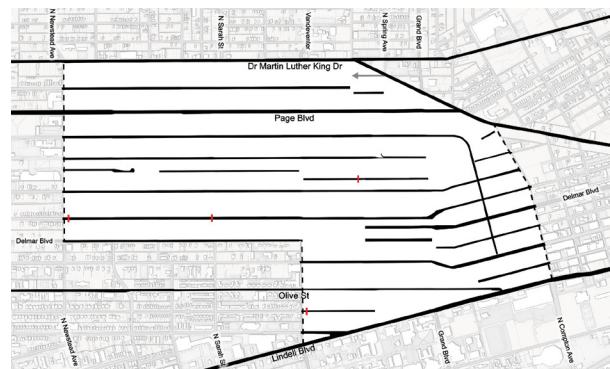 N Newstead Ave
N Sarah St
Vandeventer
N Spring Ave
Grand Blvd
Dr Martin Luther King Dr
Page Blvd
Delmar Blvd
Delmar Blvd
Olive St
N Newstead Ave
N Sarah St
Lindell Blvd
Grand Blvd
N Compton Ave